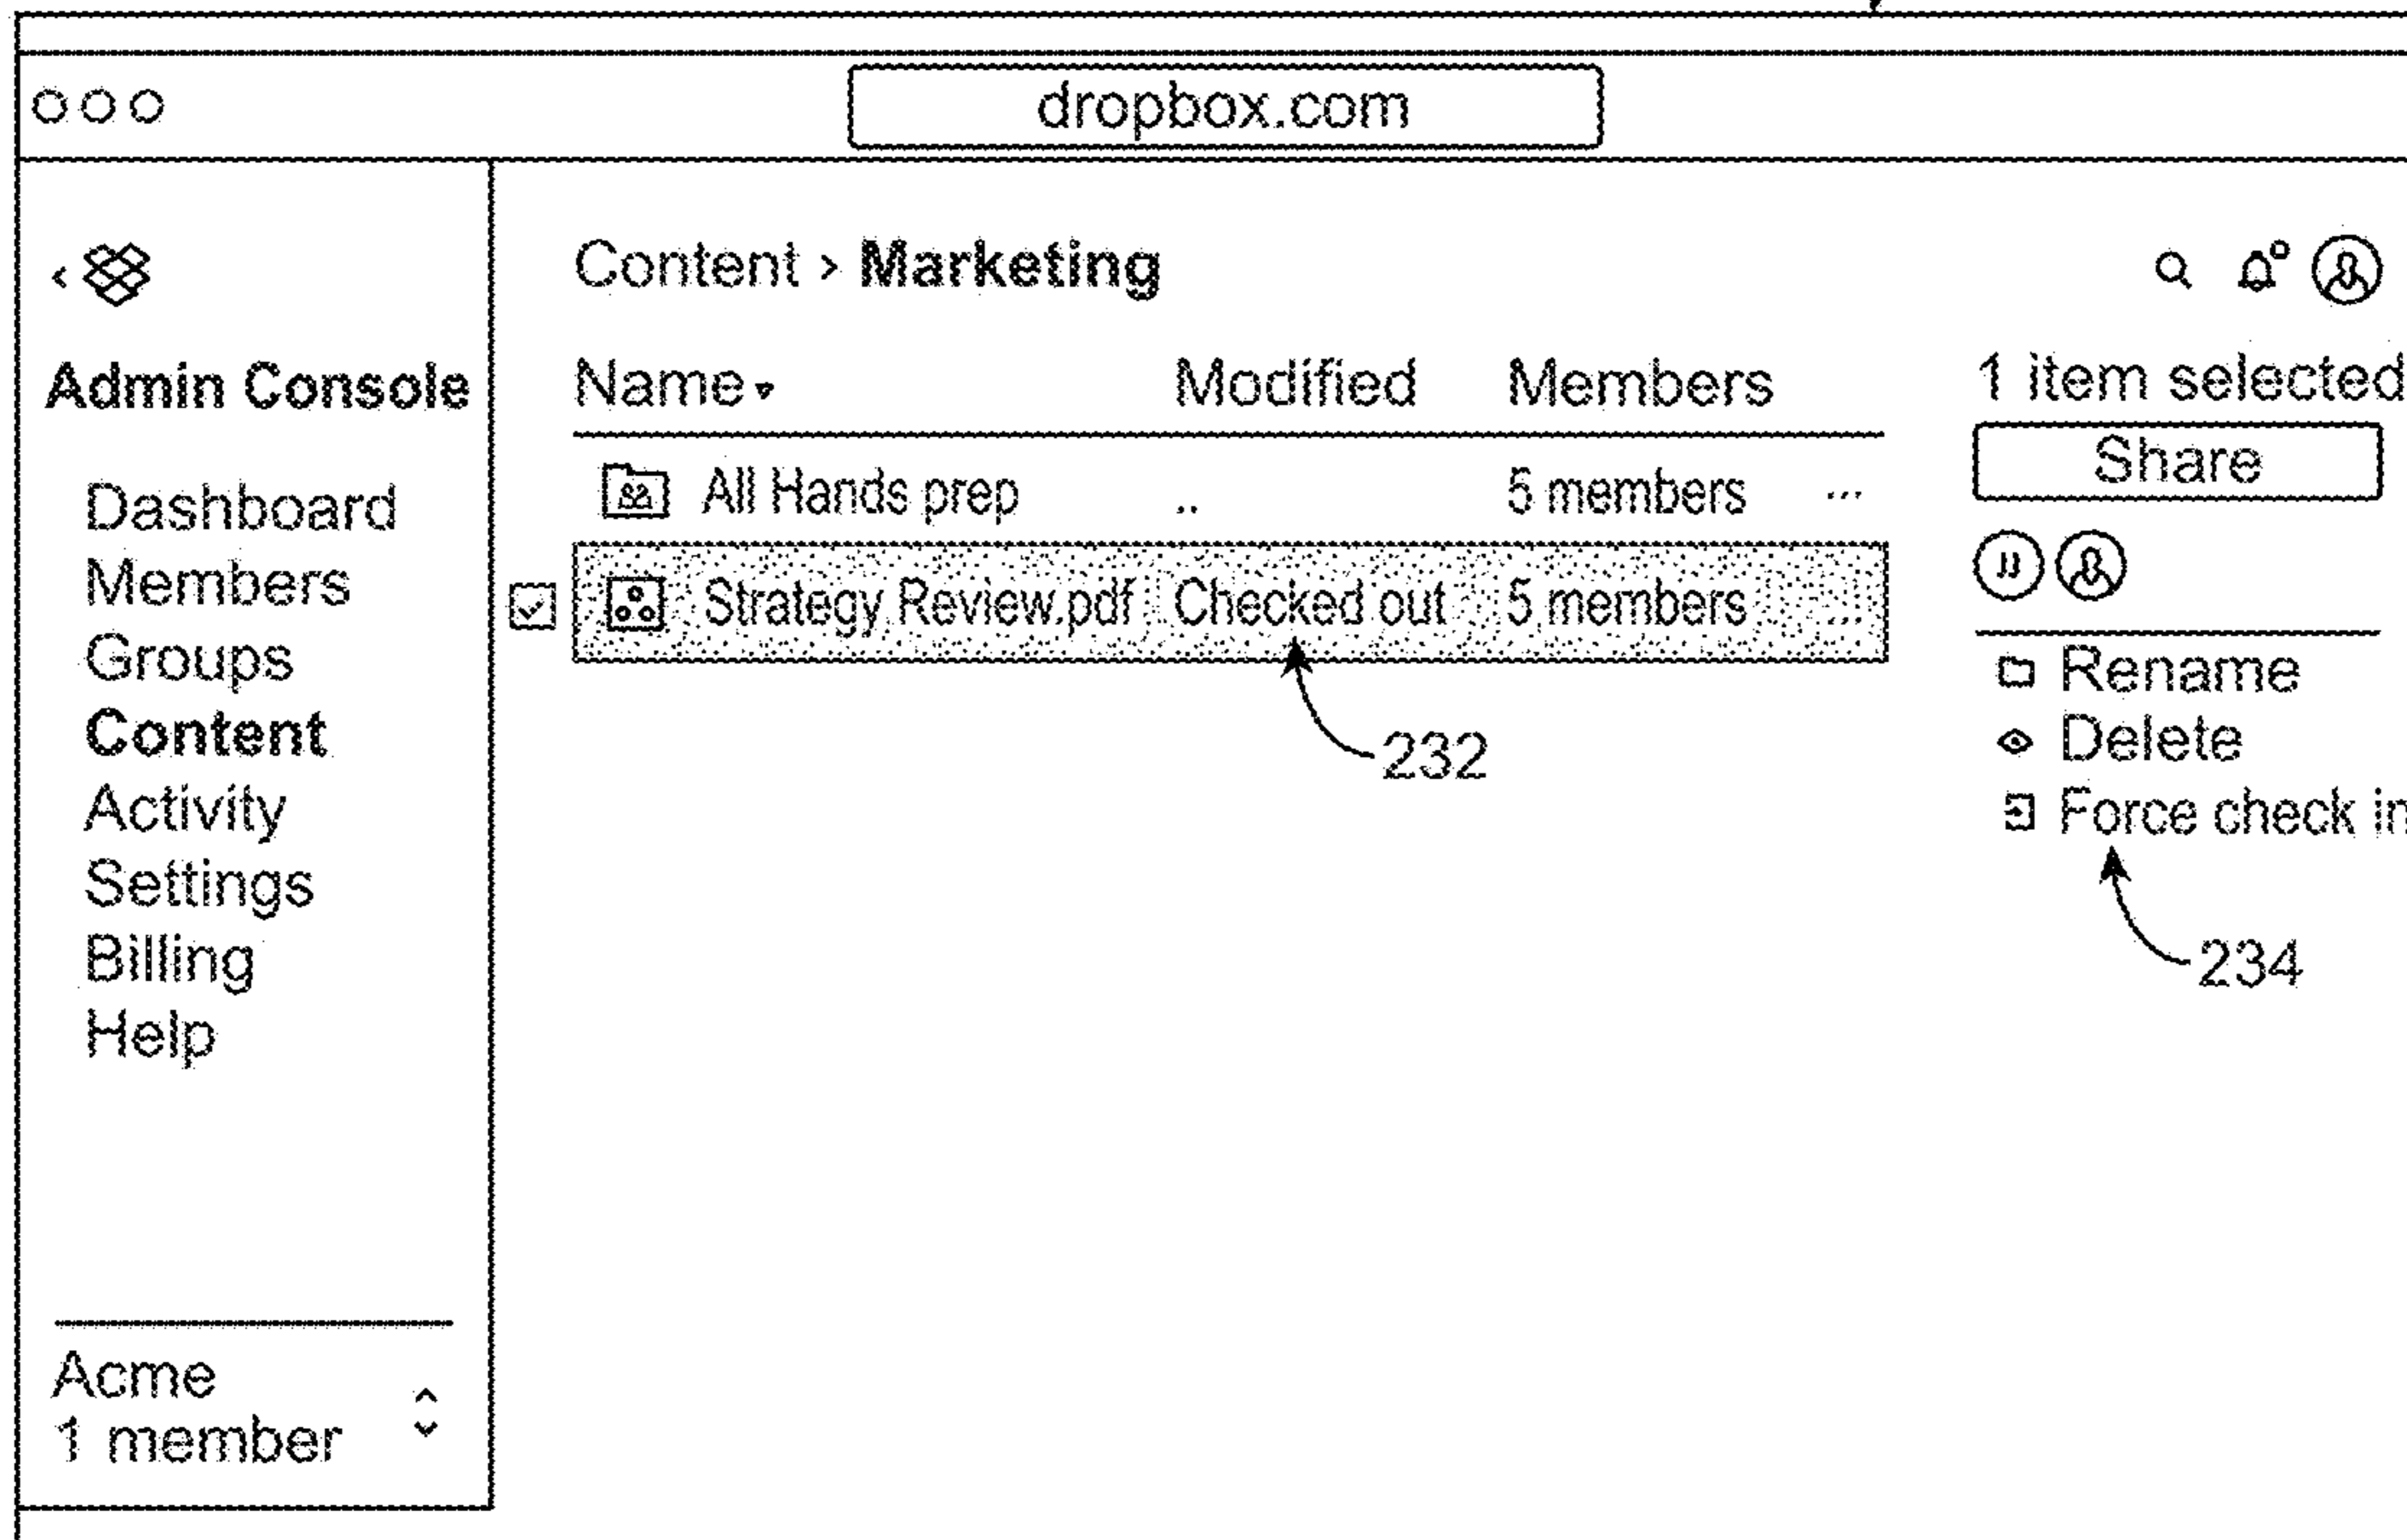 dropbox.com
Content › Marketing
Admin Console
Dashboard
Members
Groups
Content
Activity
Settings
Billing
Help
Acme
1 member
Name Modified Members
All Hands prep .. 5 members ...
Strategy Review.pdf Checked out 5 members ...
232
1 item selected
Share
JJ
Rename
Delete
Force check in
234